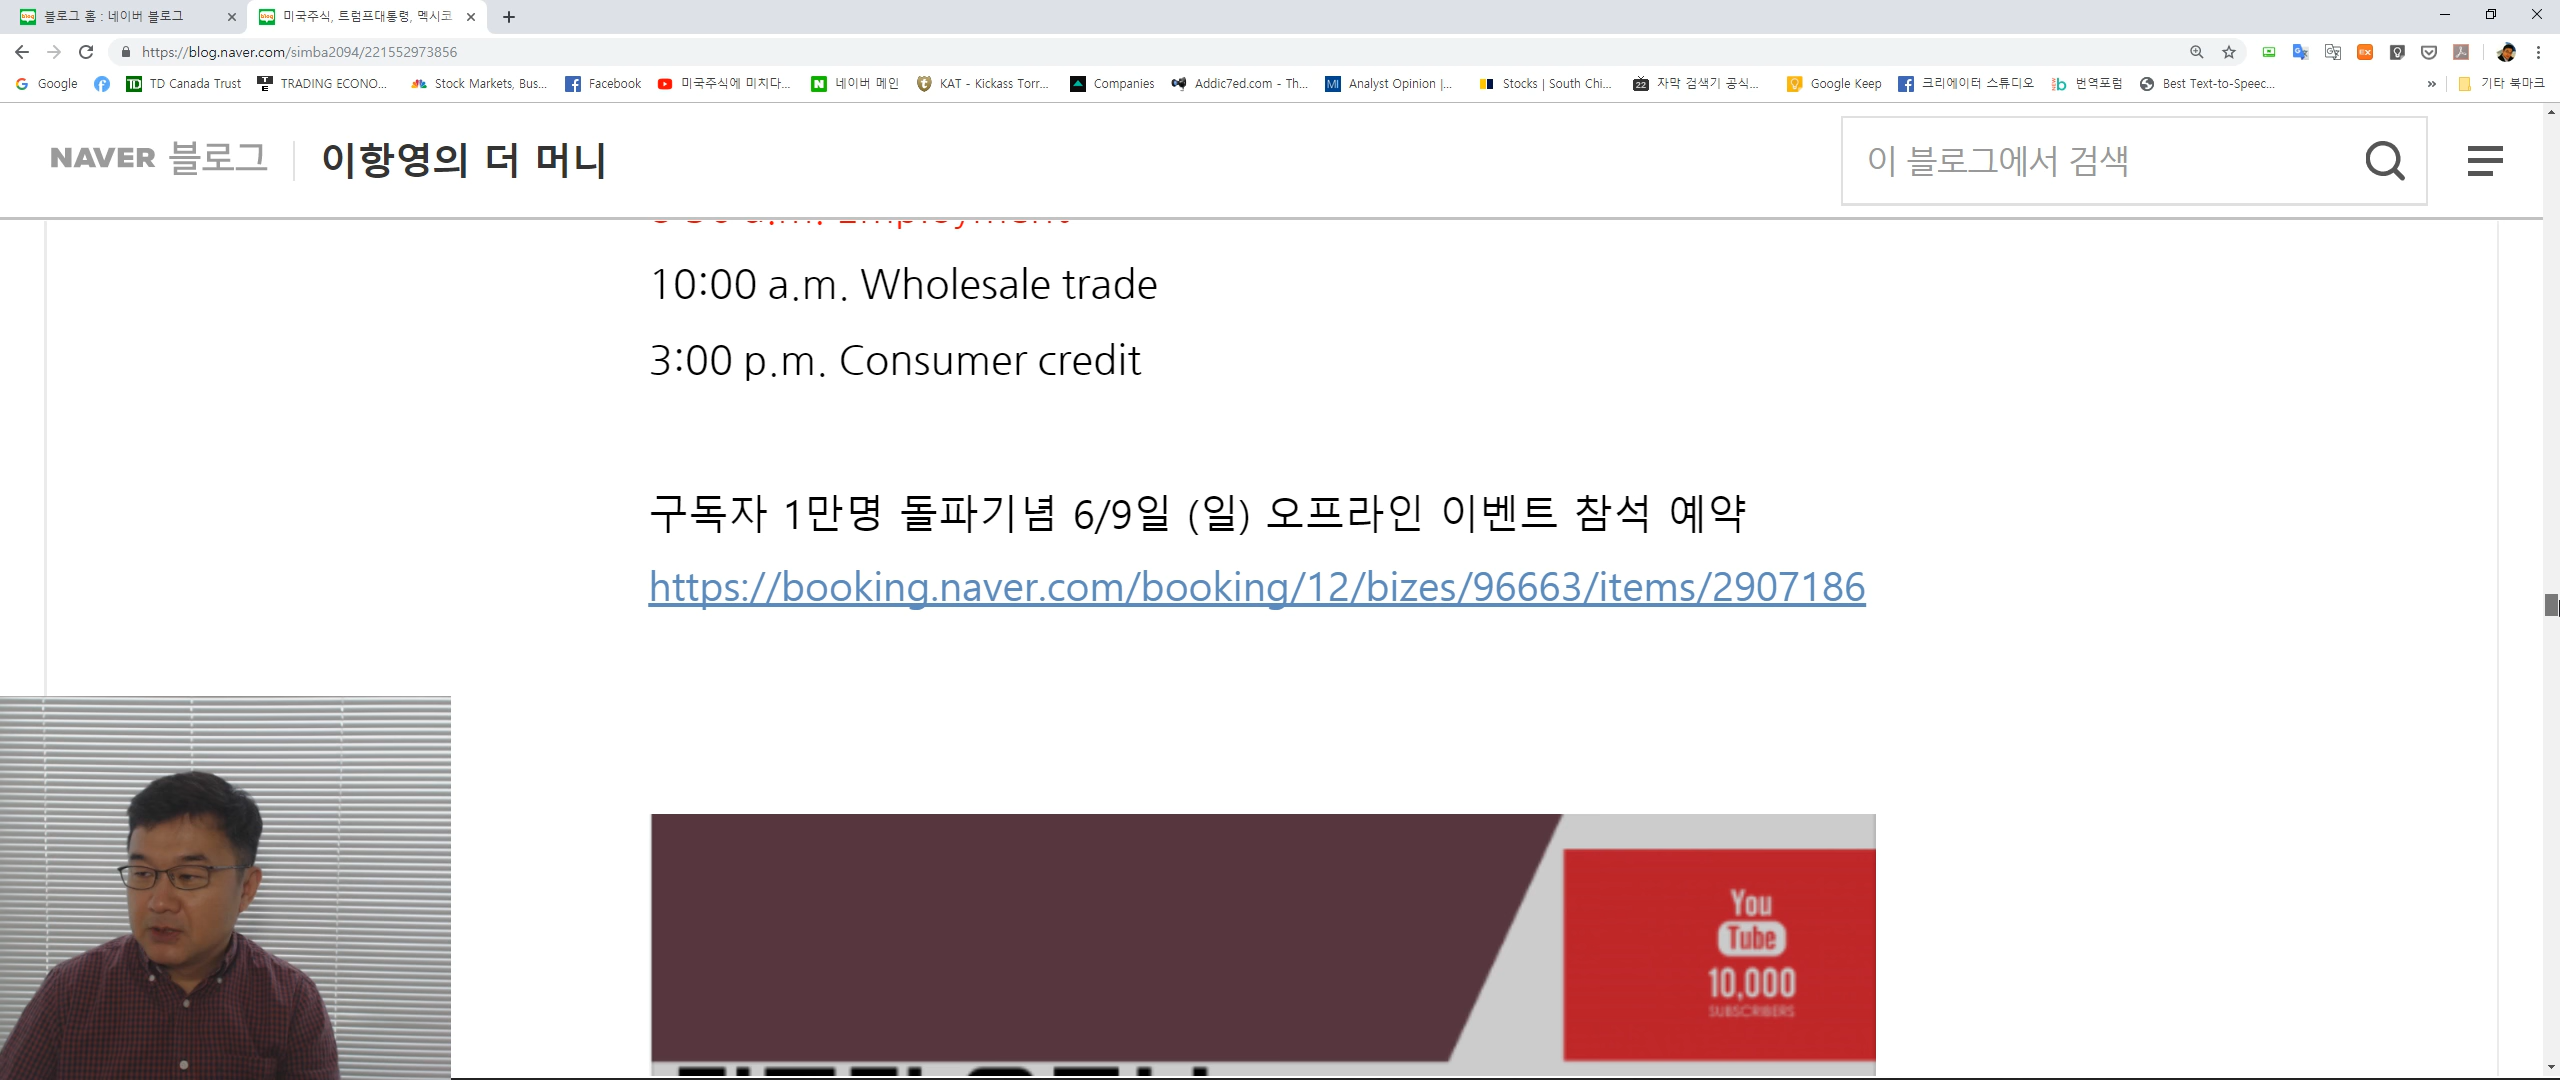 블로그 홈 : 네이버 블로그
미국주식, 트럼프대통령, 멕시코
https://blog.naver.com/simba2094/221552973856
Google
TD Canada Trust
TRADING ECONO...
Stock Markets, Bus...
Facebook
미국주식에 미치다...
네이버 메인
KAT - Kickass Torr...
Companies
Addic7ed.com - Th...
Analyst Opinion |...
Stocks | South Chi...
자막 검색기 공식...
Google Keep
크리에이터 스튜디오
번역포럼
Best Text-to-Speec...
기타 북마크
NAVER 블로그
이항영의 더 머니
이 블로그에서 검색
10:00 a.m. Wholesale trade
3:00 p.m. Consumer credit
구독자 1만명 돌파기념 6/9일 (일) 오프라인 이벤트 참석 예약
https://booking.naver.com/booking/12/bizes/96663/items/2907186
You
Tube
10,000
SUBSCRIBERS